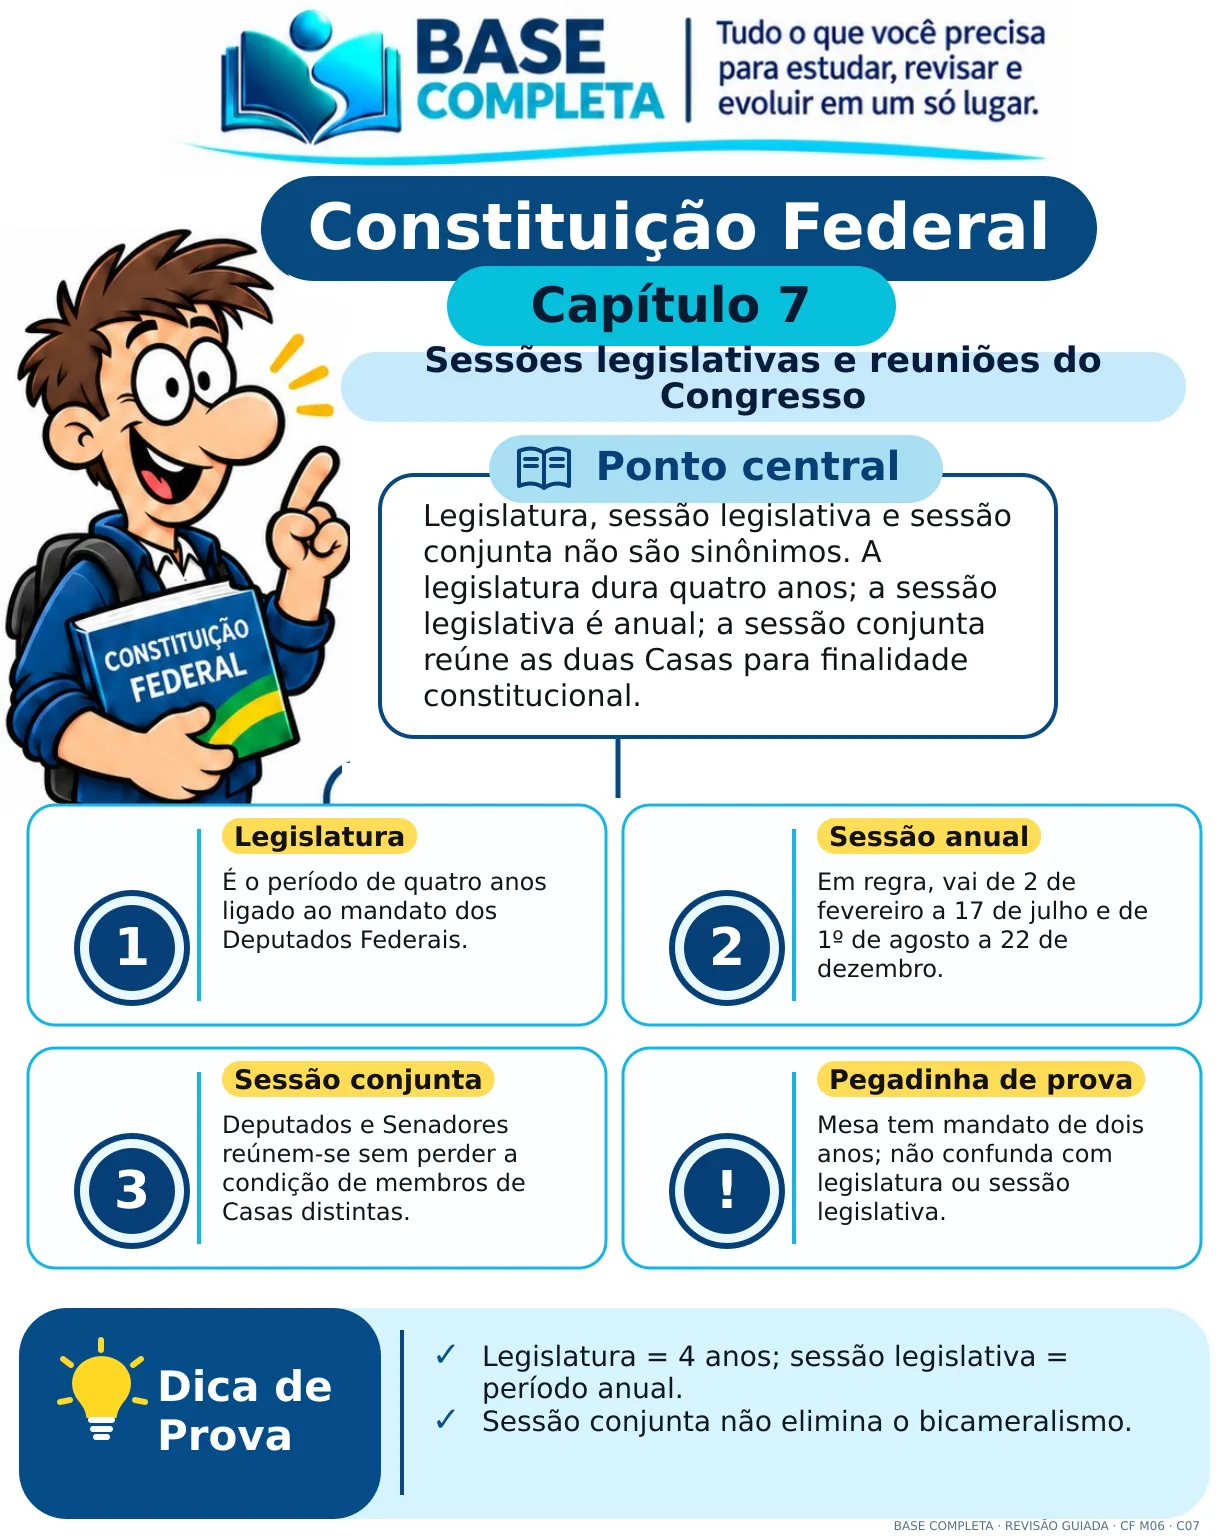 BASE
COMPLETA
Tudo o que você precisa
para estudar, revisar e
evoluir em um só lugar.
Constituição Federal
Capítulo 7
Sessões legislativas e reuniões do
Congresso
Ponto central
Legislatura, sessão legislativa e sessão
conjunta não são sinônimos. A
legislatura dura quatro anos; a sessão
legislativa é anual; a sessão conjunta
reúne as duas Casas para finalidade
constitucional.
CONSTITUIÇÃO
FEDERAL
1
Legislatura
É o período de quatro anos
ligado ao mandato dos
Deputados Federais.
2
Sessão anual
Em regra, vai de 2 de
fevereiro a 17 de julho e de
1º de agosto a 22 de
dezembro.
3
Sessão conjunta
Deputados e Senadores
reúnem-se sem perder a
condição de membros de
Casas distintas.
!
Pegadinha de prova
Mesa tem mandato de dois
anos; não confunda com
legislatura ou sessão
legislativa.
Dica de
Prova
✓ Legislatura = 4 anos; sessão legislativa =
período anual.
✓ Sessão conjunta não elimina o bicameralismo.
BASE COMPLETA · REVISÃO GUIADA · CF M06 · C07